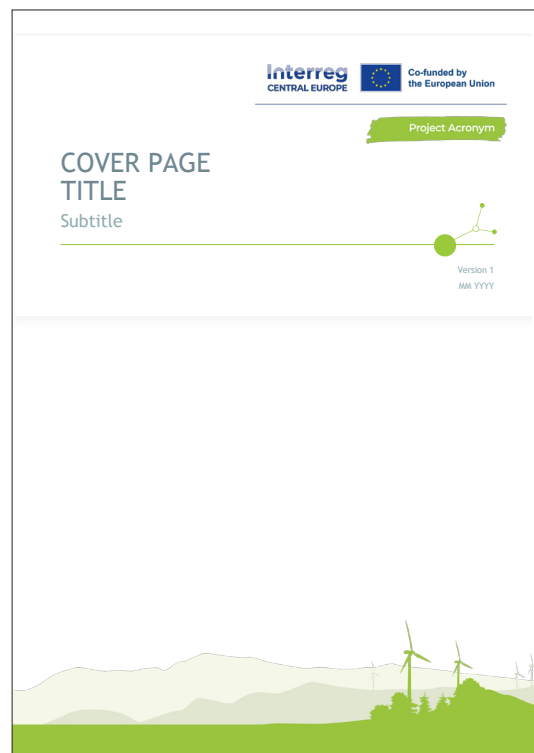 Interreg
CENTRAL EUROPE
Co-funded by
the European Union
Project Acronym
COVER PAGE
TITLE
Subtitle
Version 1
MM YYYY